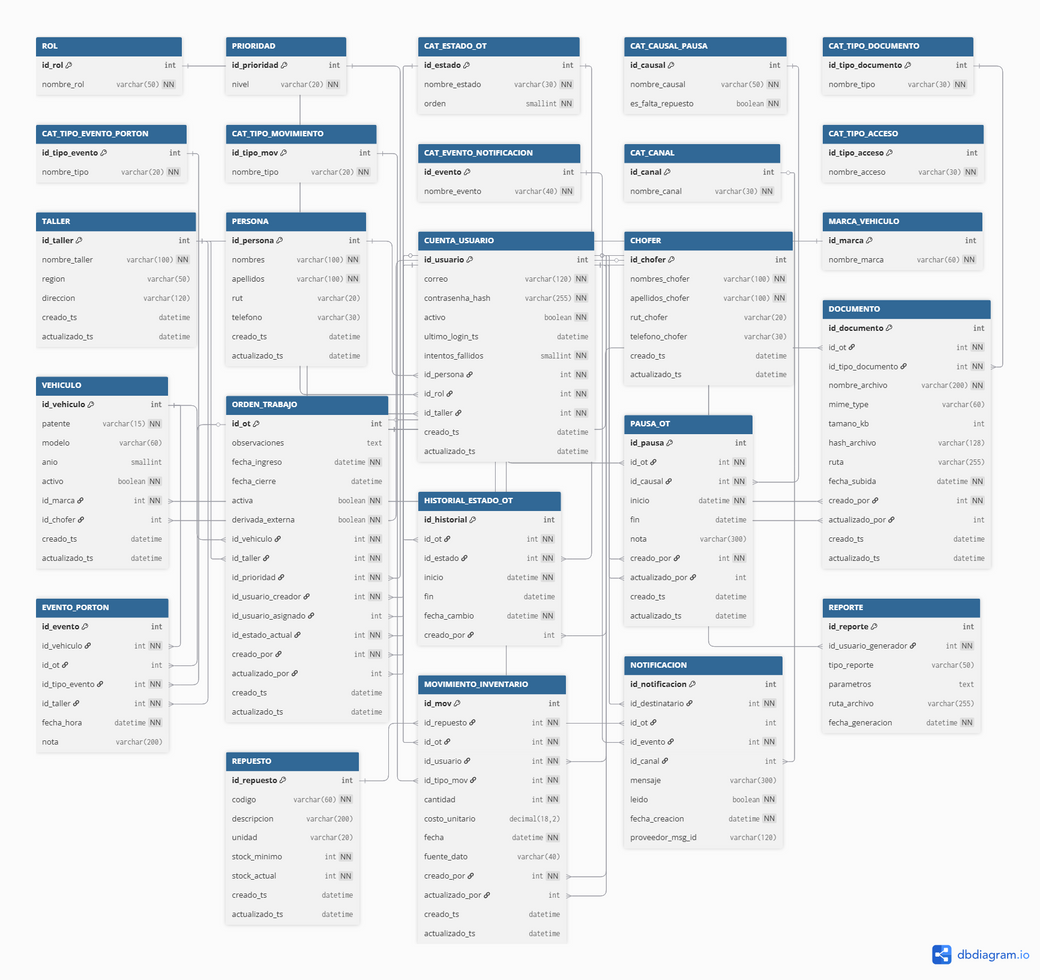 ROL
id_rol int
nombre_rol varchar(50) NN
PRIORIDAD
id_prioridad int
nivel varchar(20) NN
CAT_ESTADO_OT
id_estado int
nombre_estado varchar(30) NN
orden smallint NN
CAT_CAUSAL_PAUSA
id_causal int
nombre_causal varchar(50) NN
es_falta_repuesto boolean NN
CAT_TIPO_DOCUMENTO
id_tipo_documento int
nombre_tipo varchar(30) NN
CAT_TIPO_EVENTO_PORTON
id_tipo_evento int
nombre_tipo varchar(20) NN
CAT_TIPO_MOVIMIENTO
id_tipo_mov int
nombre_tipo varchar(20) NN
CAT_EVENTO_NOTIFICACION
id_evento int
nombre_evento varchar(40) NN
CAT_CANAL
id_canal int
nombre_canal varchar(30) NN
CAT_TIPO_ACCESO
id_tipo_acceso int
nombre_acceso varchar(30) NN
TALLER
id_taller int
nombre_taller varchar(100) NN
region varchar(50)
direccion varchar(120)
creado_ts datetime
actualizado_ts datetime
PERSONA
id_persona int
nombres varchar(100) NN
apellidos varchar(100) NN
rut varchar(20)
telefono varchar(30)
creado_ts datetime
actualizado_ts datetime
CUENTA_USUARIO
id_usuario int
correo varchar(120) NN
contrasenha_hash varchar(255) NN
activo boolean NN
ultimo_login_ts datetime
intentos_fallidos smallint NN
id_persona int NN
id_rol int NN
id_taller int NN
creado_ts datetime
actualizado_ts datetime
CHOFER
id_chofer int
nombres_chofer varchar(100) NN
apellidos_chofer varchar(100) NN
rut_chofer varchar(20)
telefono_chofer varchar(30)
creado_ts datetime
actualizado_ts datetime
MARCA_VEHICULO
id_marca int
nombre_marca varchar(60) NN
DOCUMENTO
id_documento int
id_ot int NN
id_tipo_documento int NN
nombre_archivo varchar(200) NN
mime_type varchar(60)
tamano_kb int
hash_archivo varchar(128)
ruta varchar(255)
fecha_subida datetime NN
creado_por int NN
actualizado_por int
creado_ts datetime
actualizado_ts datetime
VEHICULO
id_vehiculo int
patente varchar(15) NN
modelo varchar(60)
anio smallint
activo boolean NN
id_marca int NN
id_chofer int
creado_ts datetime
actualizado_ts datetime
ORDEN_TRABAJO
id_ot int
observaciones text
fecha_ingreso datetime NN
fecha_cierre datetime
activa boolean NN
derivada_externa boolean NN
id_vehiculo int NN
id_taller int NN
id_prioridad int NN
id_usuario_creador int NN
id_usuario_asignado int
id_estado_actual int NN
creado_por int NN
actualizado_por int
creado_ts datetime
actualizado_ts datetime
PAUSA_OT
id_pausa int
id_ot int NN
id_causal int NN
inicio datetime NN
fin datetime
nota varchar(300)
creado_por int NN
actualizado_por int
creado_ts datetime
actualizado_ts datetime
HISTORIAL_ESTADO_OT
id_historial int
id_ot int NN
id_estado int NN
inicio datetime NN
fin datetime
fecha_cambio datetime NN
creado_por int
EVENTO_PORTON
id_evento int
id_vehiculo int NN
id_ot int
id_tipo_evento int NN
id_taller int NN
fecha_hora datetime NN
nota varchar(200)
REPORTE
id_reporte int
id_usuario_generador int NN
tipo_reporte varchar(50)
parametros text
ruta_archivo varchar(255)
fecha_generacion datetime NN
NOTIFICACION
id_notificacion int
id_destinatario int NN
id_ot int
id_evento int NN
id_canal int
mensaje varchar(300)
leido boolean NN
fecha_creacion datetime NN
proveedor_msg_id varchar(120)
MOVIMIENTO_INVENTARIO
id_mov int
id_repuesto int NN
id_ot int NN
id_usuario int NN
id_tipo_mov int NN
cantidad int NN
costo_unitario decimal(18,2)
fecha datetime NN
fuente_dato varchar(40)
creado_por int NN
actualizado_por int
creado_ts datetime
actualizado_ts datetime
REPUESTO
id_repuesto int
codigo varchar(60) NN
descripcion varchar(200)
unidad varchar(20)
stock_minimo int NN
stock_actual int NN
creado_ts datetime
actualizado_ts datetime
dbdiagram.io